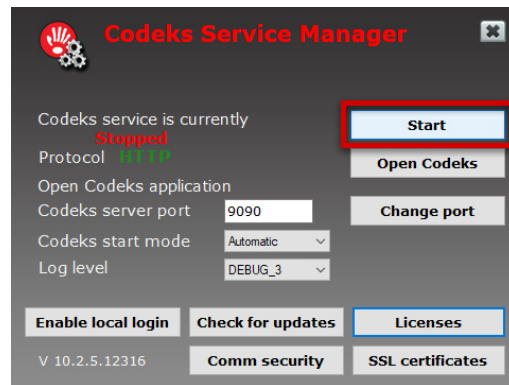 Codeks Service Manager
Codeks service is currently
Stopped
Start
Protocol HTTP
Open Codeks
Open Codeks application
Codeks server port 9090 Change port
Codeks start mode Automatic
Log level DEBUG_3
Enable local login Check for updates Licenses
V 10.2.5.12316 Comm security SSL certificates